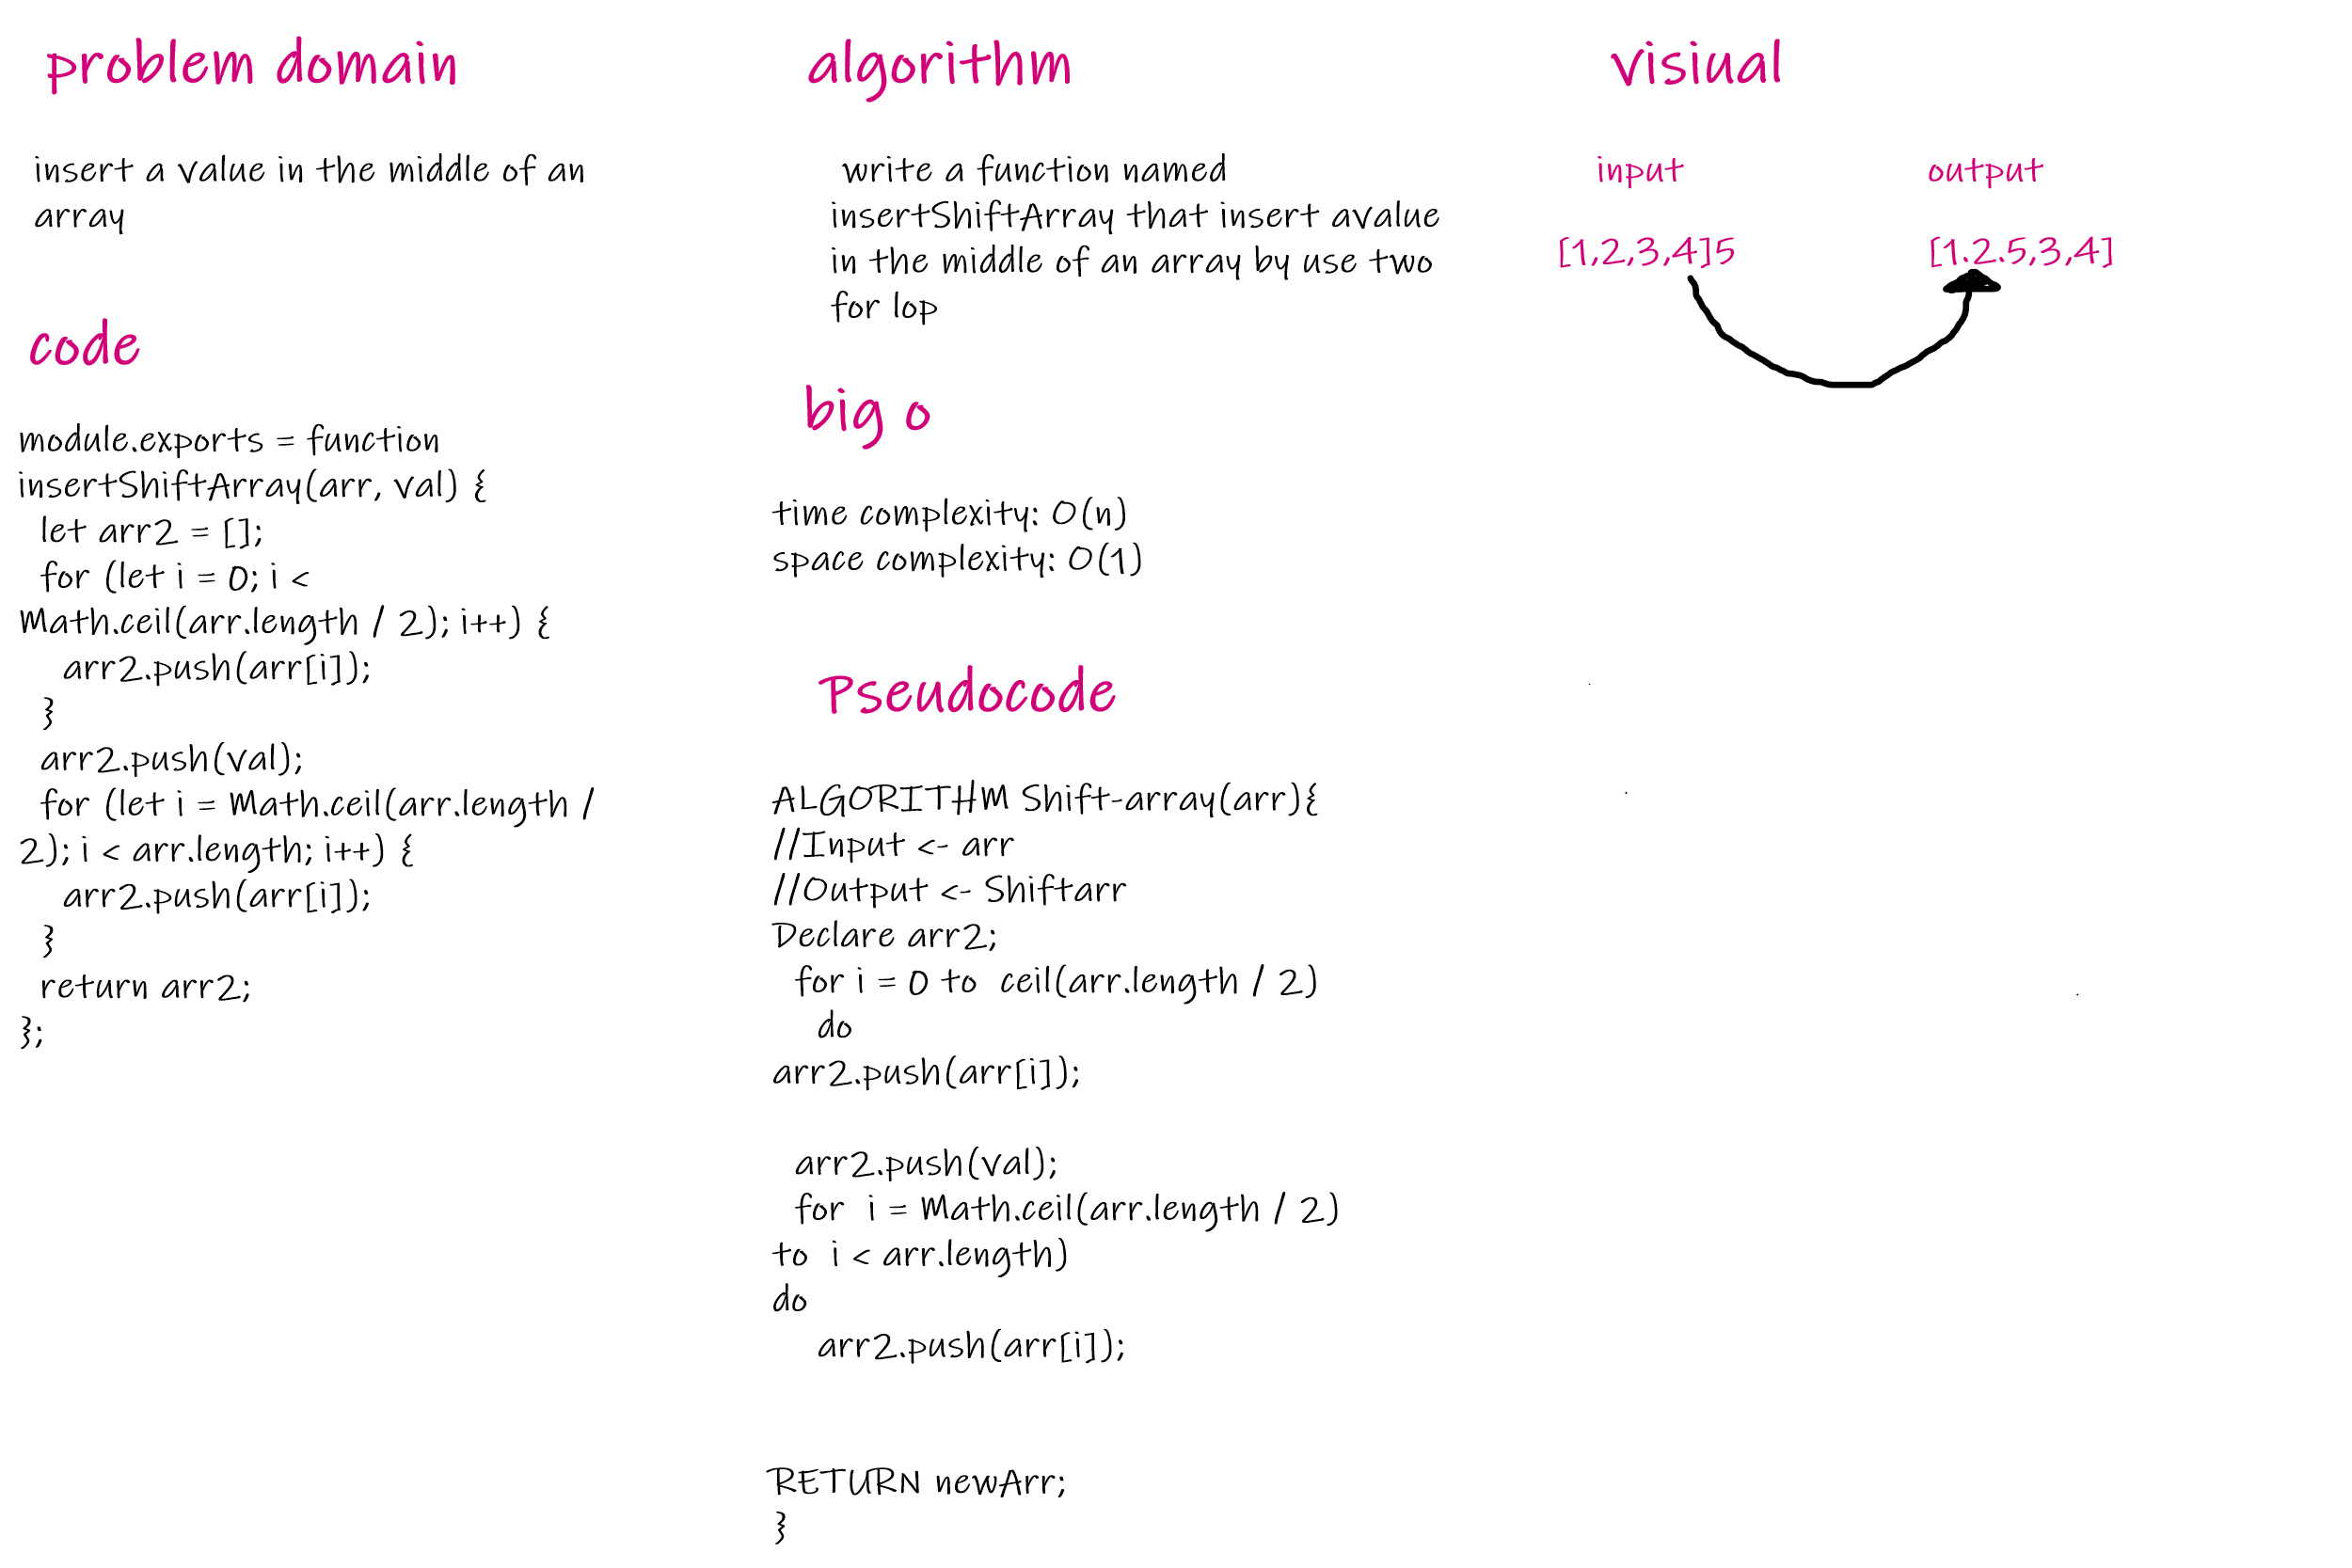 problem domain
insert a value in the middle of an
array
code
module.exports = function
insertShiftArray(arr, val) {
let arr2 = [];
for (let i = 0; i <
Math.ceil(arr.length / 2); i++) {
arr2.push(arr[i]);
}
arr2.push(val);
for (let i = Math.ceil(arr.length /
2); i < arr.length; i++) {
arr2.push(arr[i]);
}
return arr2;
};
algorithm
write a function named
insertShiftArray that insert avalue
in the middle of an array by use two
for lop
big o
time complexity: O(n)
space complexity: O(1)
Pseudocode
ALGORITHM Shift-array(arr){
//Input <- arr
//Output <- Shiftarr
Declare arr2;
for i = 0 to ceil(arr.length / 2)
do
arr2.push(arr[i]);
arr2.push(val);
for i = Math.ceil(arr.length / 2)
to i < arr.length)
do
arr2.push(arr[i]);
RETURN newArr;
}
visiual
input
output
[1,2,3,4]5
[1.2.5,3,4]